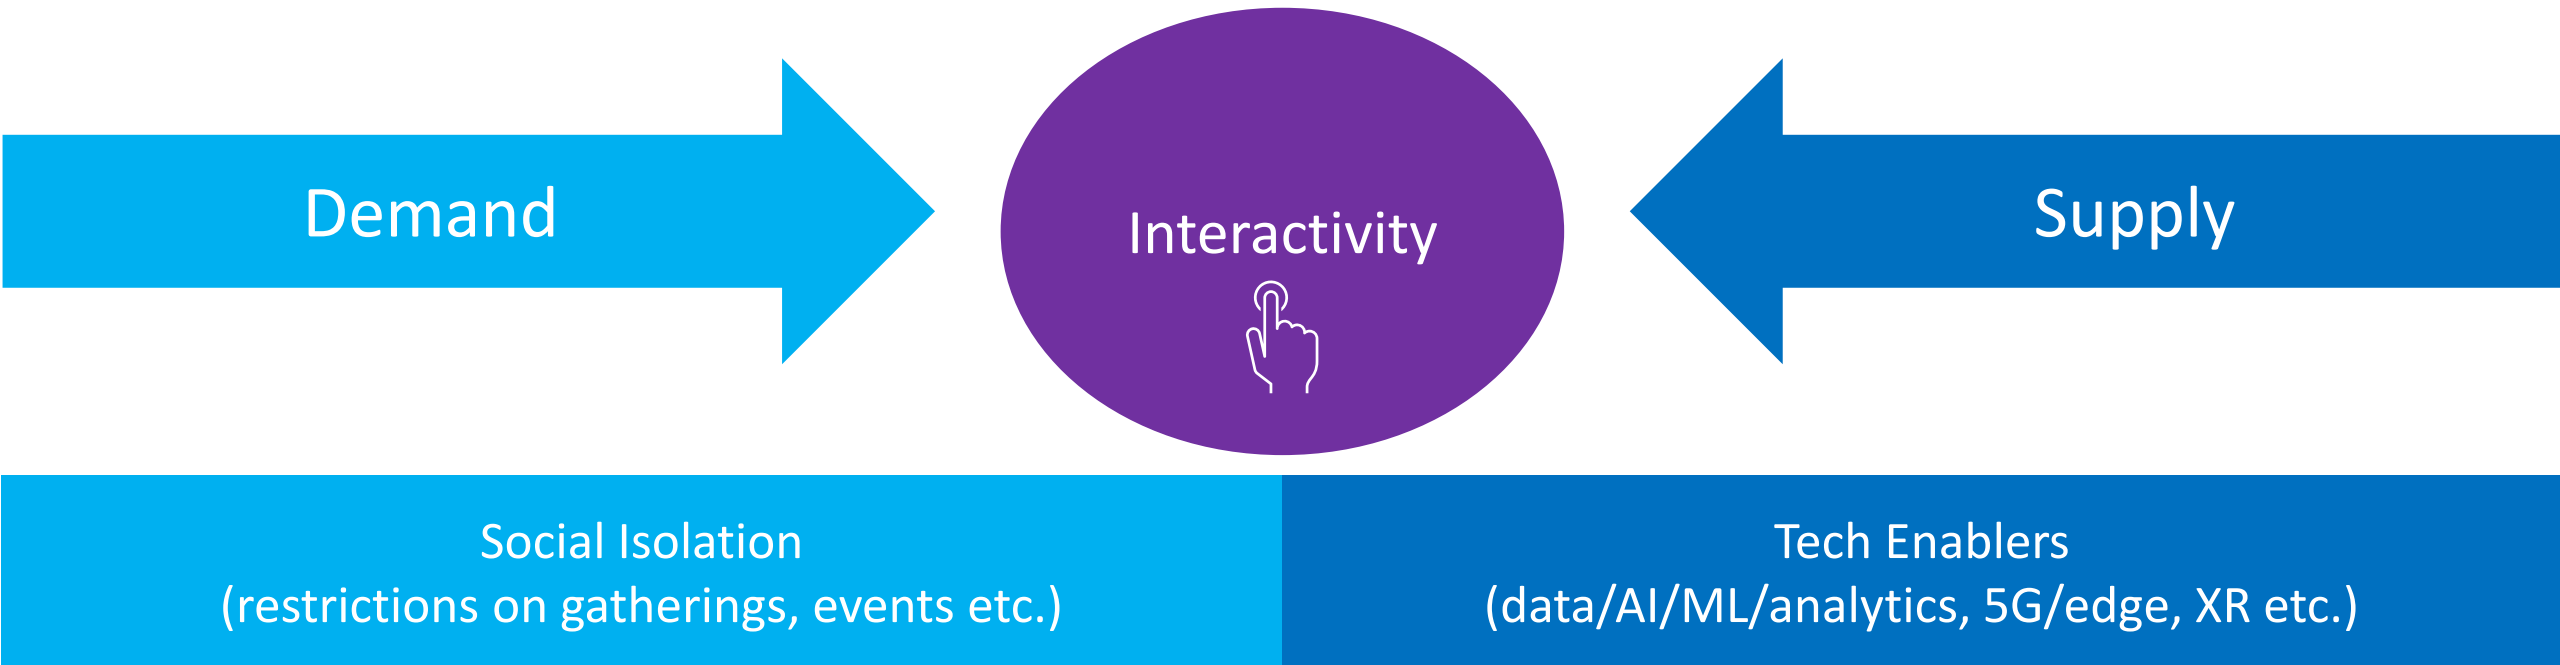 Demand
Interactivity
Supply
Social Isolation
(restrictions on gatherings, events etc.)
Tech Enablers
(data/AI/ML/analytics, 5G/edge, XR etc.)